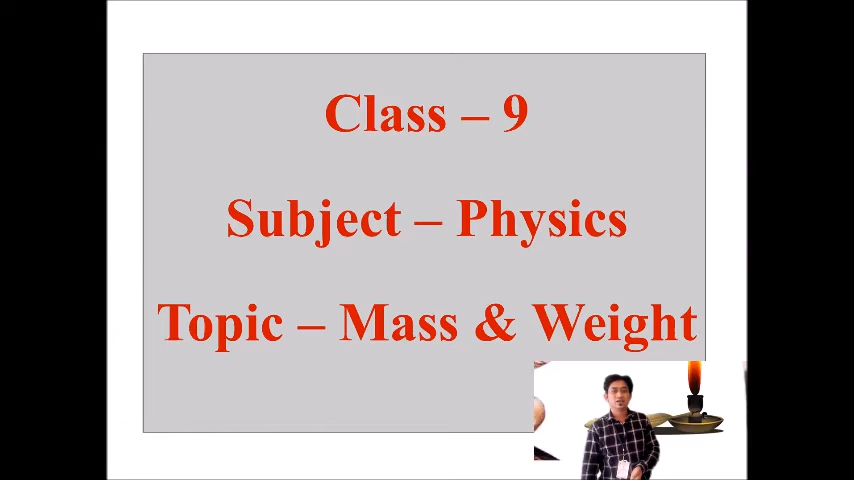 Class – 9
Subject – Physics
Topic – Mass & Weight